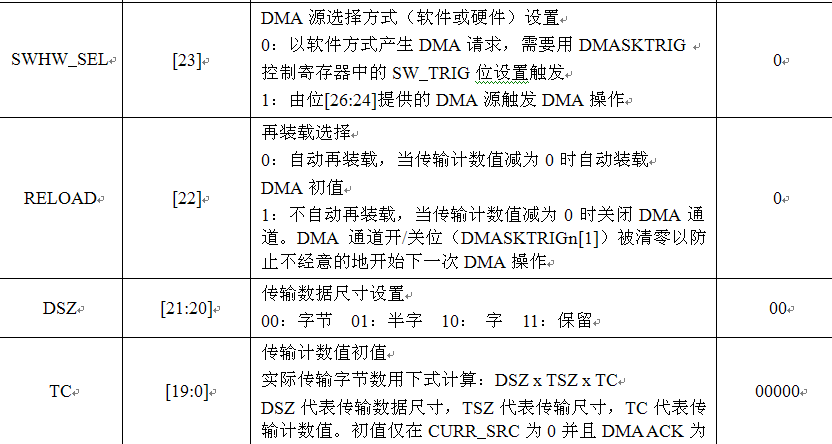 DMA 源选择方式（软件或硬件）设置
0：以软件方式产生 DMA 请求，需要用 DMASKTRIG
SWHW_SEL [23] 控制寄存器中的 SW_TRIG 位设置触发 0
1：由位[26:24]提供的 DMA 源触发 DMA 操作
再装载选择
0：自动再装载，当传输计数值减为 0 时自动装载
DMA 初值
RELOAD [22] 1：不自动再装载，当传输计数值减为 0 时关闭 DMA 通 0
道。DMA 通道开/关位（DMASKTRIGn[1]）被清零以防
止不经意的地开始下一次 DMA 操作
传输数据尺寸设置
DSZ [21:20] 00：字节 01：半字 10： 字 11：保留 00
传输计数值初值
实际传输字节数用下式计算：DSZ x TSZ x TC
TC [19:0] DSZ 代表传输数据尺寸，TSZ 代表传输尺寸，TC 代表传 00000
输计数值。初值仅在 CURR_SRC 为 0 并且 DMA ACK 为